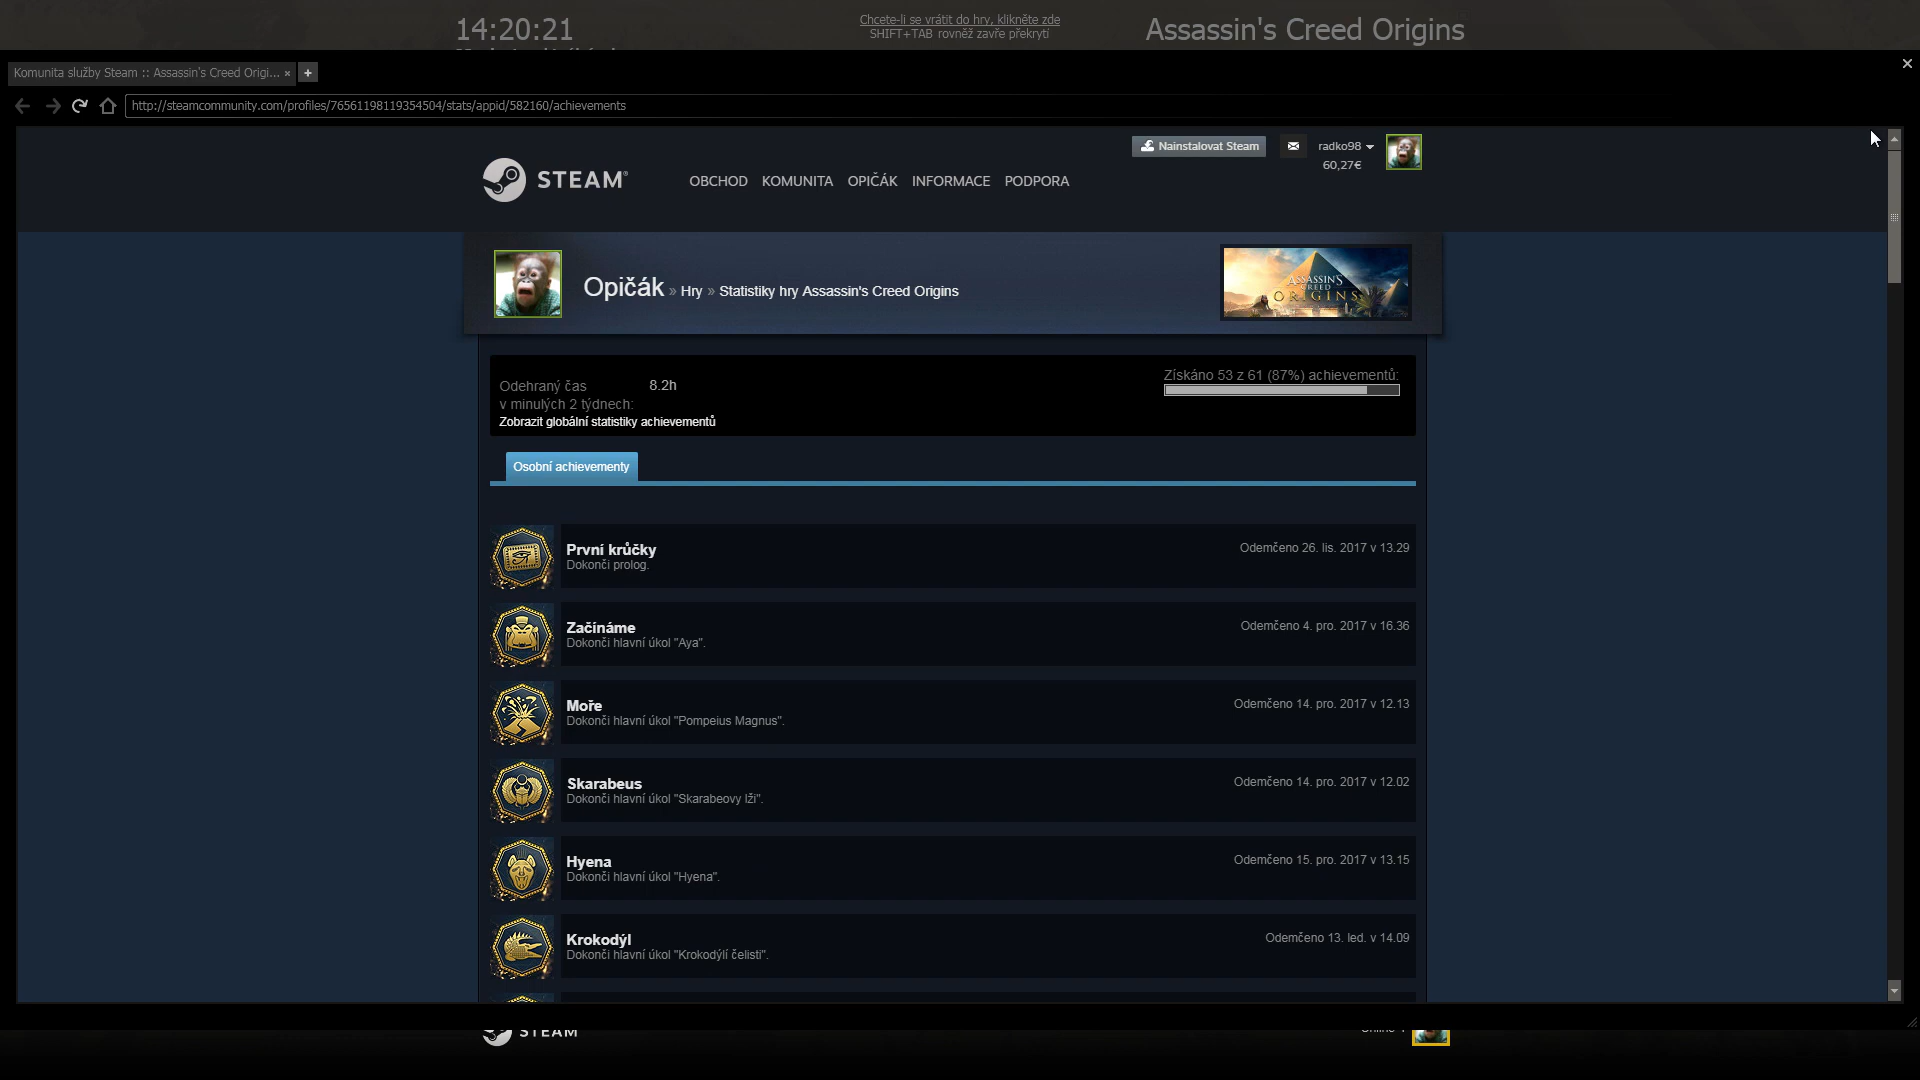 14:20:21
Chcete-li se vrátit do hry, klikněte zde
SHIFT+TAB rovněž zavře překrytí
Assassin's Creed Origins
Komunita služby Steam :: Assassin's Creed Origi... × +
http://steamcommunity.com/profiles/76561198119354504/stats/appid/582160/achievements
Nainstalovat Steam
radko98
60,27€
STEAM®
OBCHOD KOMUNITA OPIČÁK INFORMACE PODPORA
Opičák » Hry » Statistiky hry Assassin's Creed Origins
ASSASSIN'S
CREED
ORIGINS
Odehraný čas
v minulých 2 týdnech:
8.2h
Zobrazit globální statistiky achievementů
Získáno 53 z 61 (87%) achievementů:
Osobní achievementy
První krůčky
Dokonči prolog.
Odemčeno 26. lis. 2017 v 13.29
Začínáme
Dokonči hlavní úkol "Aya".
Odemčeno 4. pro. 2017 v 16.36
Moře
Dokonči hlavní úkol "Pompeius Magnus".
Odemčeno 14. pro. 2017 v 12.13
Skarabeus
Dokonči hlavní úkol "Skarabeovy lži".
Odemčeno 14. pro. 2017 v 12.02
Hyena
Dokonči hlavní úkol "Hyena".
Odemčeno 15. pro. 2017 v 13.15
Krokodýl
Dokonči hlavní úkol "Krokodýlí čelisti".
Odemčeno 13. led. v 14.09
STEAM